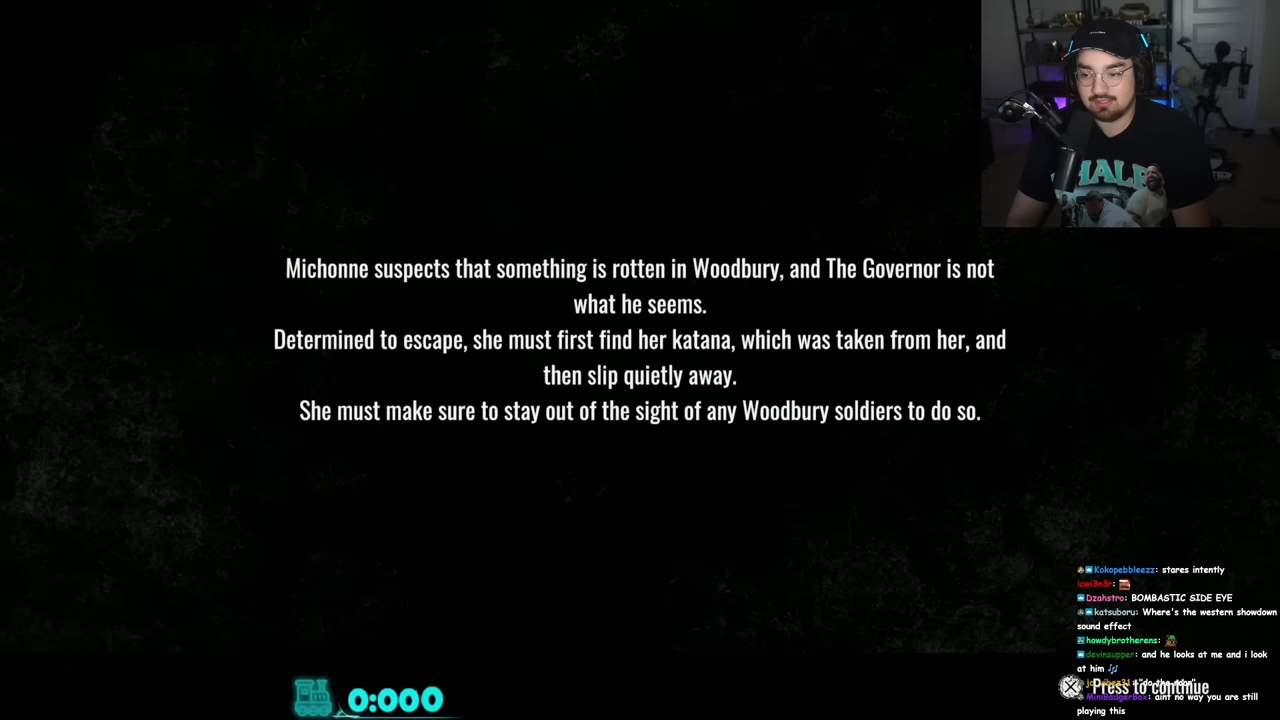 Michonne suspects that something is rotten in Woodbury, and The Governor is not
what he seems.
Determined to escape, she must first find her katana, which was taken from her, and
then slip quietly away.
She must make sure to stay out of the sight of any Woodbury soldiers to do so.
0:000
Kokopebbleezz: stares intently
Dzahstro: BOMBASTIC SIDE EYE
katsuboru: Where's the western showdown
sound effect
howdybrotherens:
devinsupper: and he looks at me and i look
at him
Press to continue
MiniBadgerBox: aint no way you are still
playing this